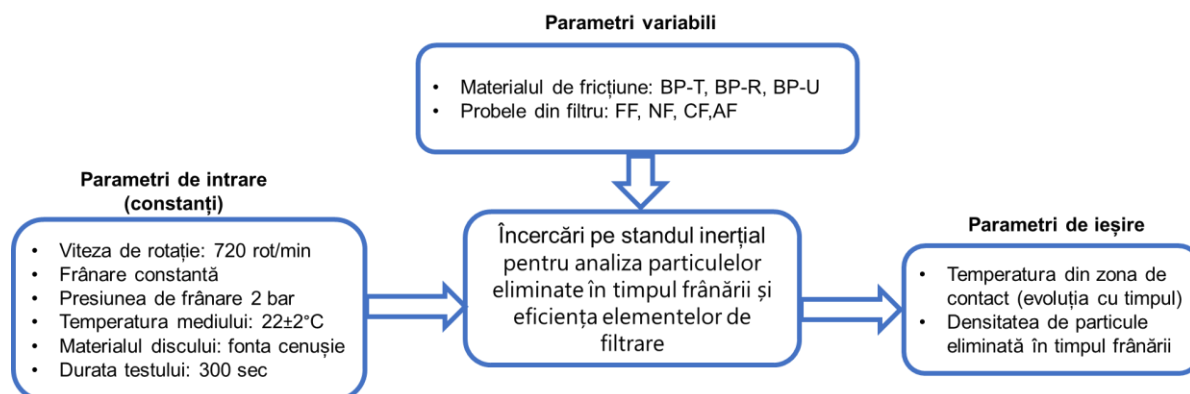 Parametri variabili
• Materialul de fricțiune: BP-T, BP-R, BP-U
• Probele din filtru: FF, NF, CF,AF
Parametri de intrare
(constanți)
• Viteza de rotație: 720 rot/min
• Frânare constantă
• Presiunea de frânare 2 bar
• Temperatura mediului: 22±2°C
• Materialul discului: fonta cenușie
• Durata testului: 300 sec
Încercări pe standul inerțial
pentru analiza particulelor
eliminate în timpul frânării și
eficiența elementelor de
filtrare
Parametri de ieșire
• Temperatura din zona de
contact (evoluția cu timpul)
• Densitatea de particule
eliminată în timpul frânării